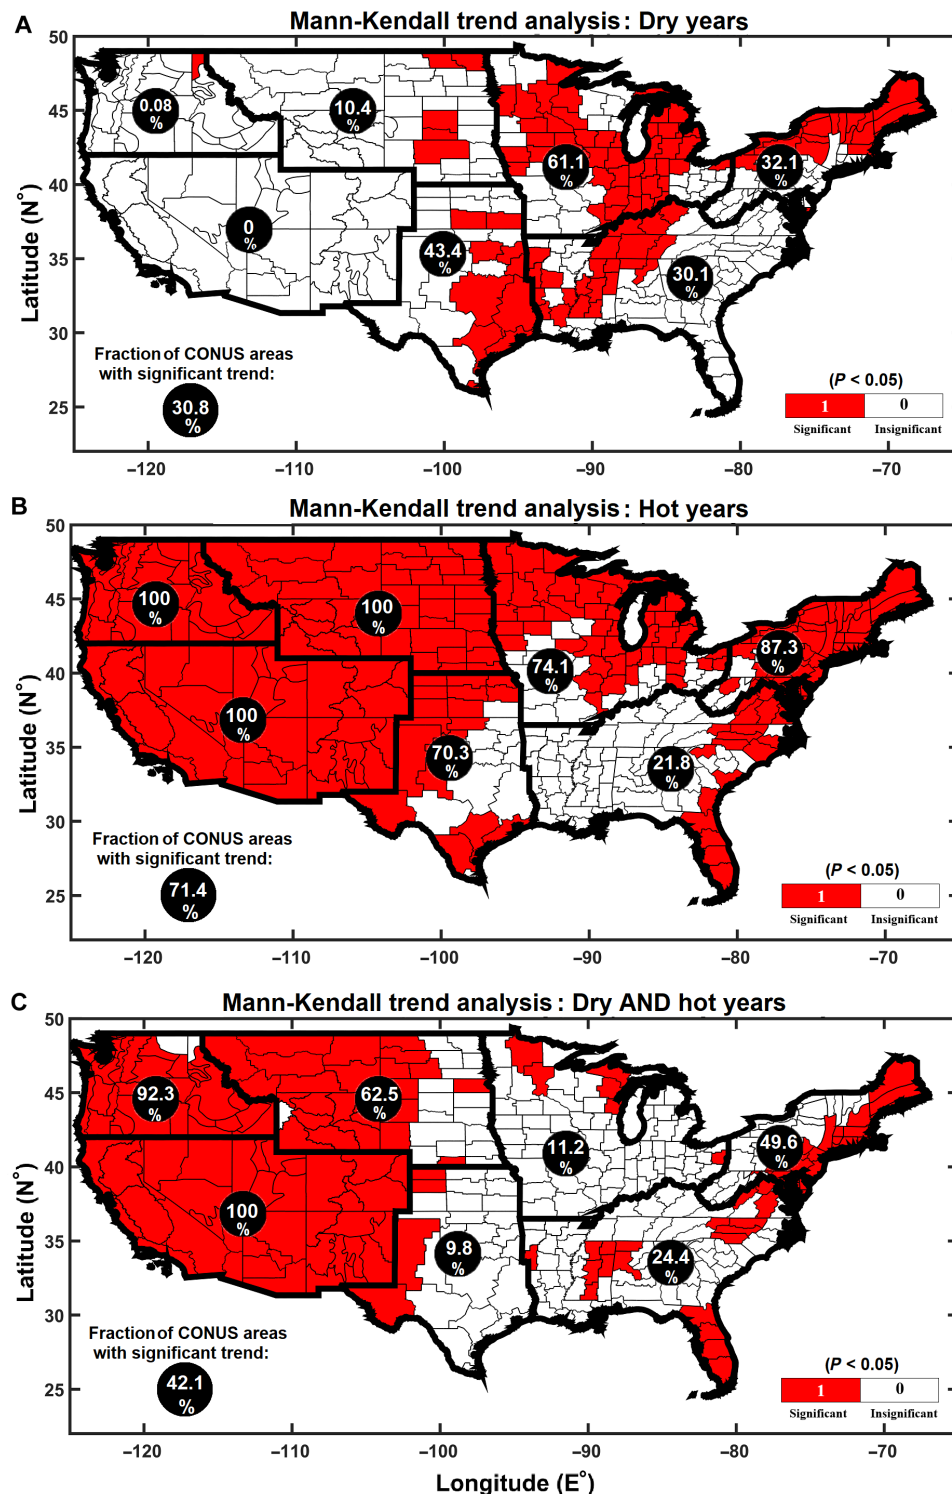 A
Mann-Kendall trend analysis: Dry years
50
45
40
35
30
25
Latitude (N°)
0.08
%
10.4
%
61.1
%
32.1
%
0
%
43.4
%
30.1
%
Fraction of CONUS areas
with significant trend:
30.8
%
(P < 0.05)
1 0
Significant Insignificant
−120 −110 −100 −90 −80 −70
B
Mann-Kendall trend analysis: Hot years
50
45
40
35
30
25
Latitude (N°)
100
%
100
%
74.1
%
87.3
%
100
%
70.3
%
21.8
%
Fraction of CONUS areas
with significant trend:
71.4
%
(P < 0.05)
1 0
Significant Insignificant
−120 −110 −100 −90 −80 −70
C
Mann-Kendall trend analysis: Dry AND hot years
50
45
40
35
30
25
Latitude (N°)
92.3
%
62.5
%
11.2
%
49.6
%
100
%
9.8
%
24.4
%
Fraction of CONUS areas
with significant trend:
42.1
%
(P < 0.05)
1 0
Significant Insignificant
−120 −110 −100 −90 −80 −70
Longitude (E°)